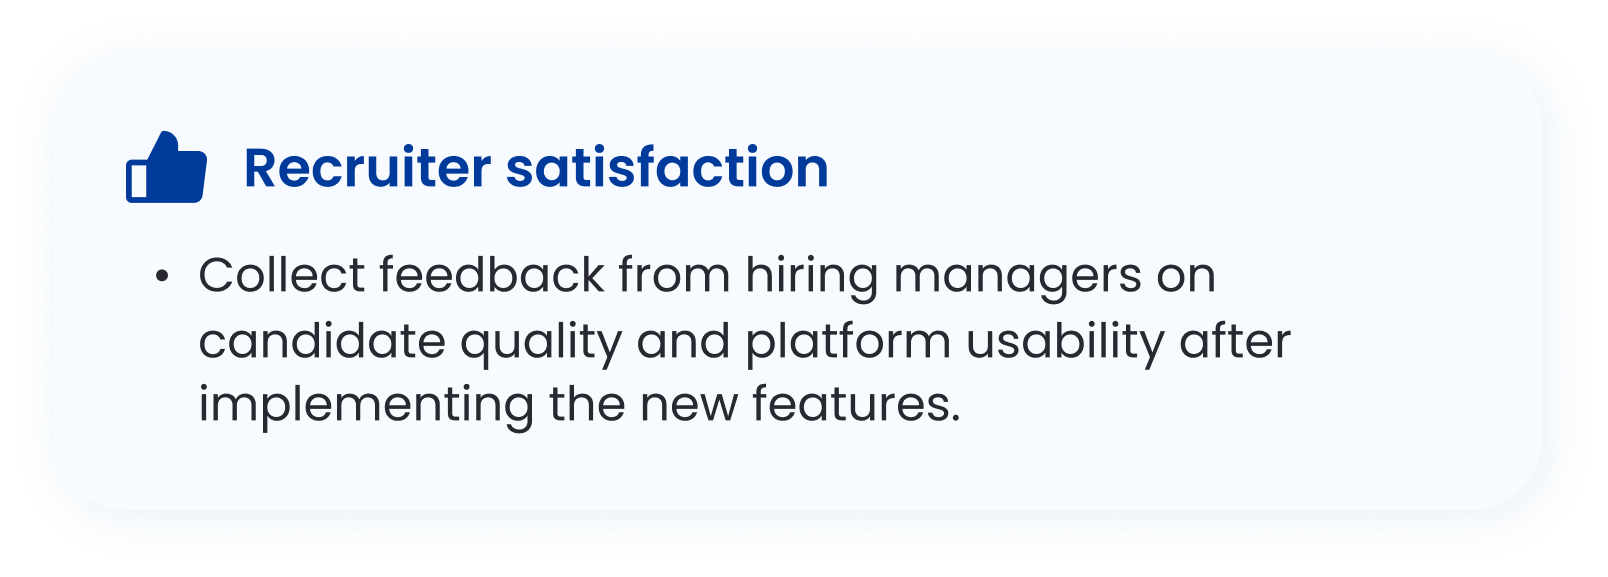 Recruiter satisfaction
• Collect feedback from hiring managers on
candidate quality and platform usability after
implementing the new features.